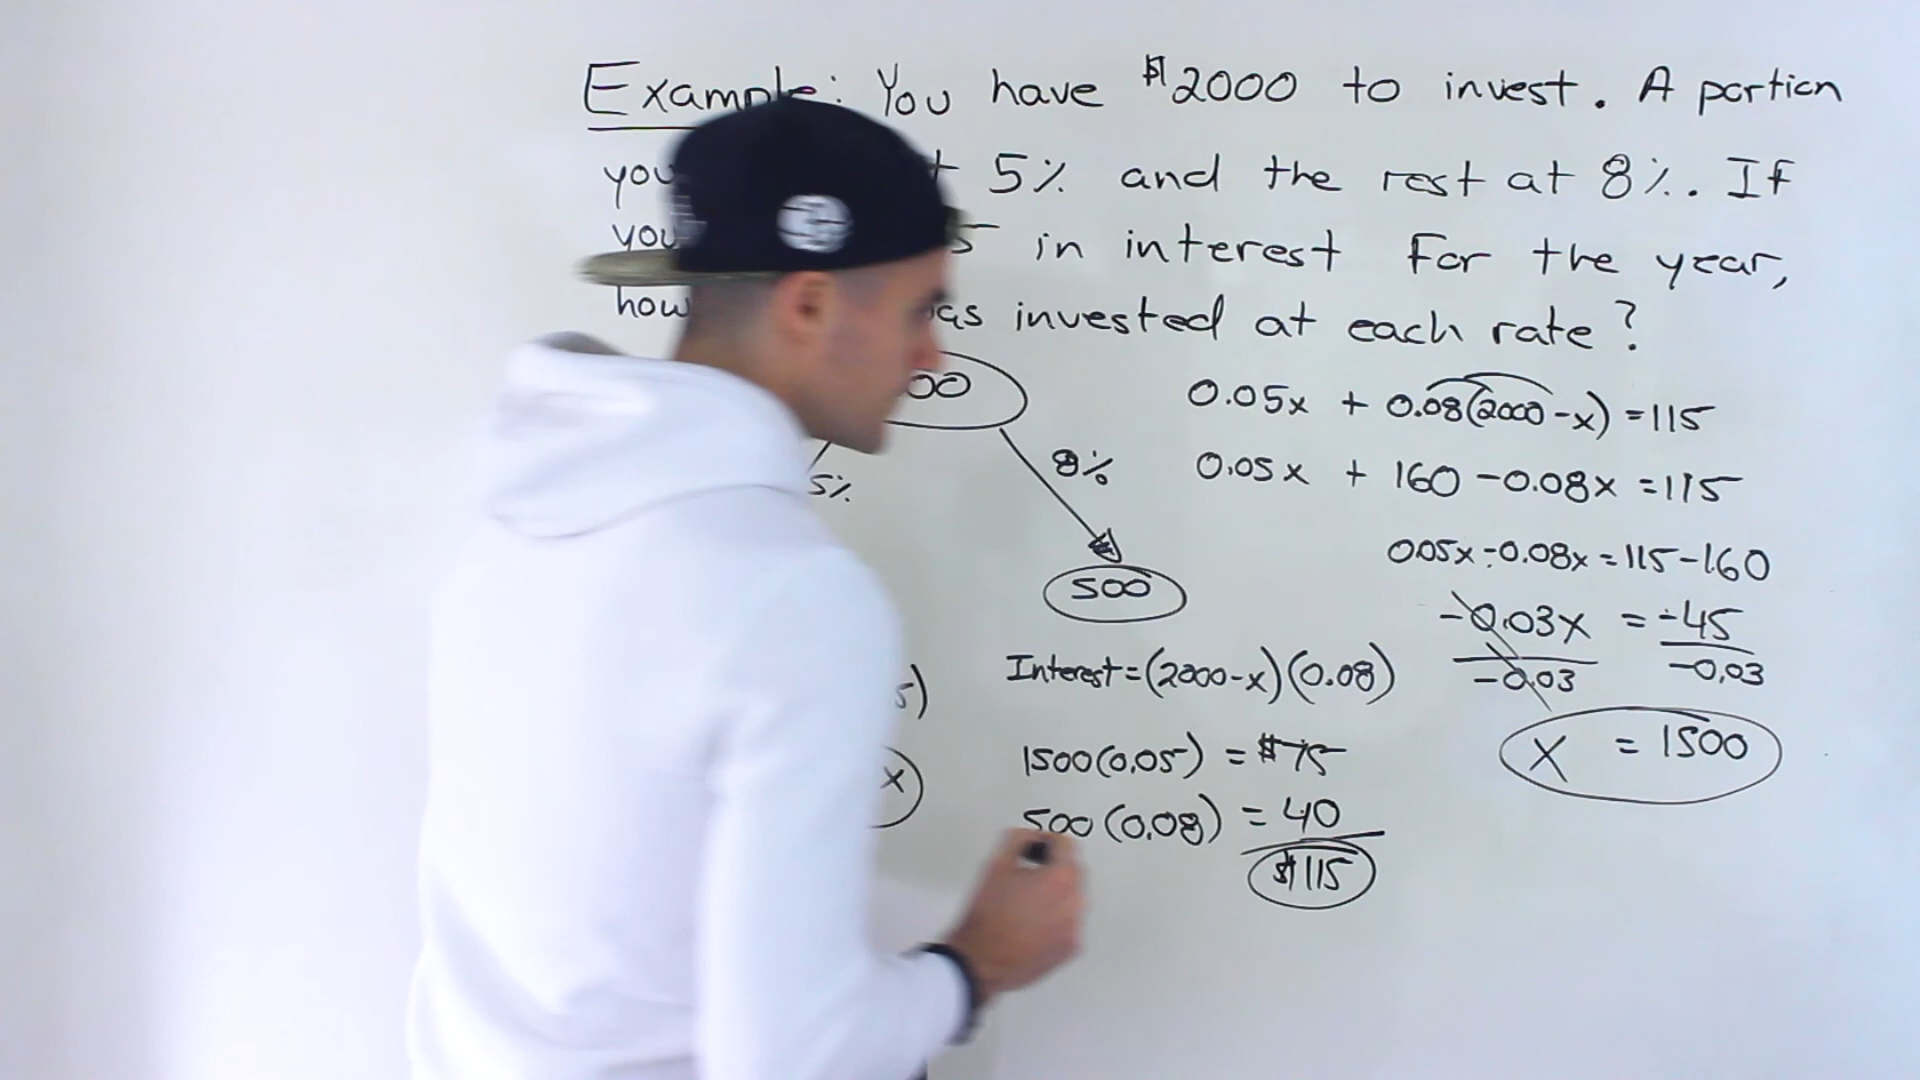 Example: You have $2000 to invest. A portion
you 5% and the rest at 8%. If
you in interest for the year,
how was invested at each rate?
5%
8%
500
0.05x + 0.08(2000-x) = 115
0.05x + 160 - 0.08x = 115
0.05x - 0.08x = 115 - 160
-0.03x = -45
-0.03 -0.03
x = 1500
Interest = (2000-x)(0.08)
1500(0.05) = $75
500(0.08) = 40
$115
x